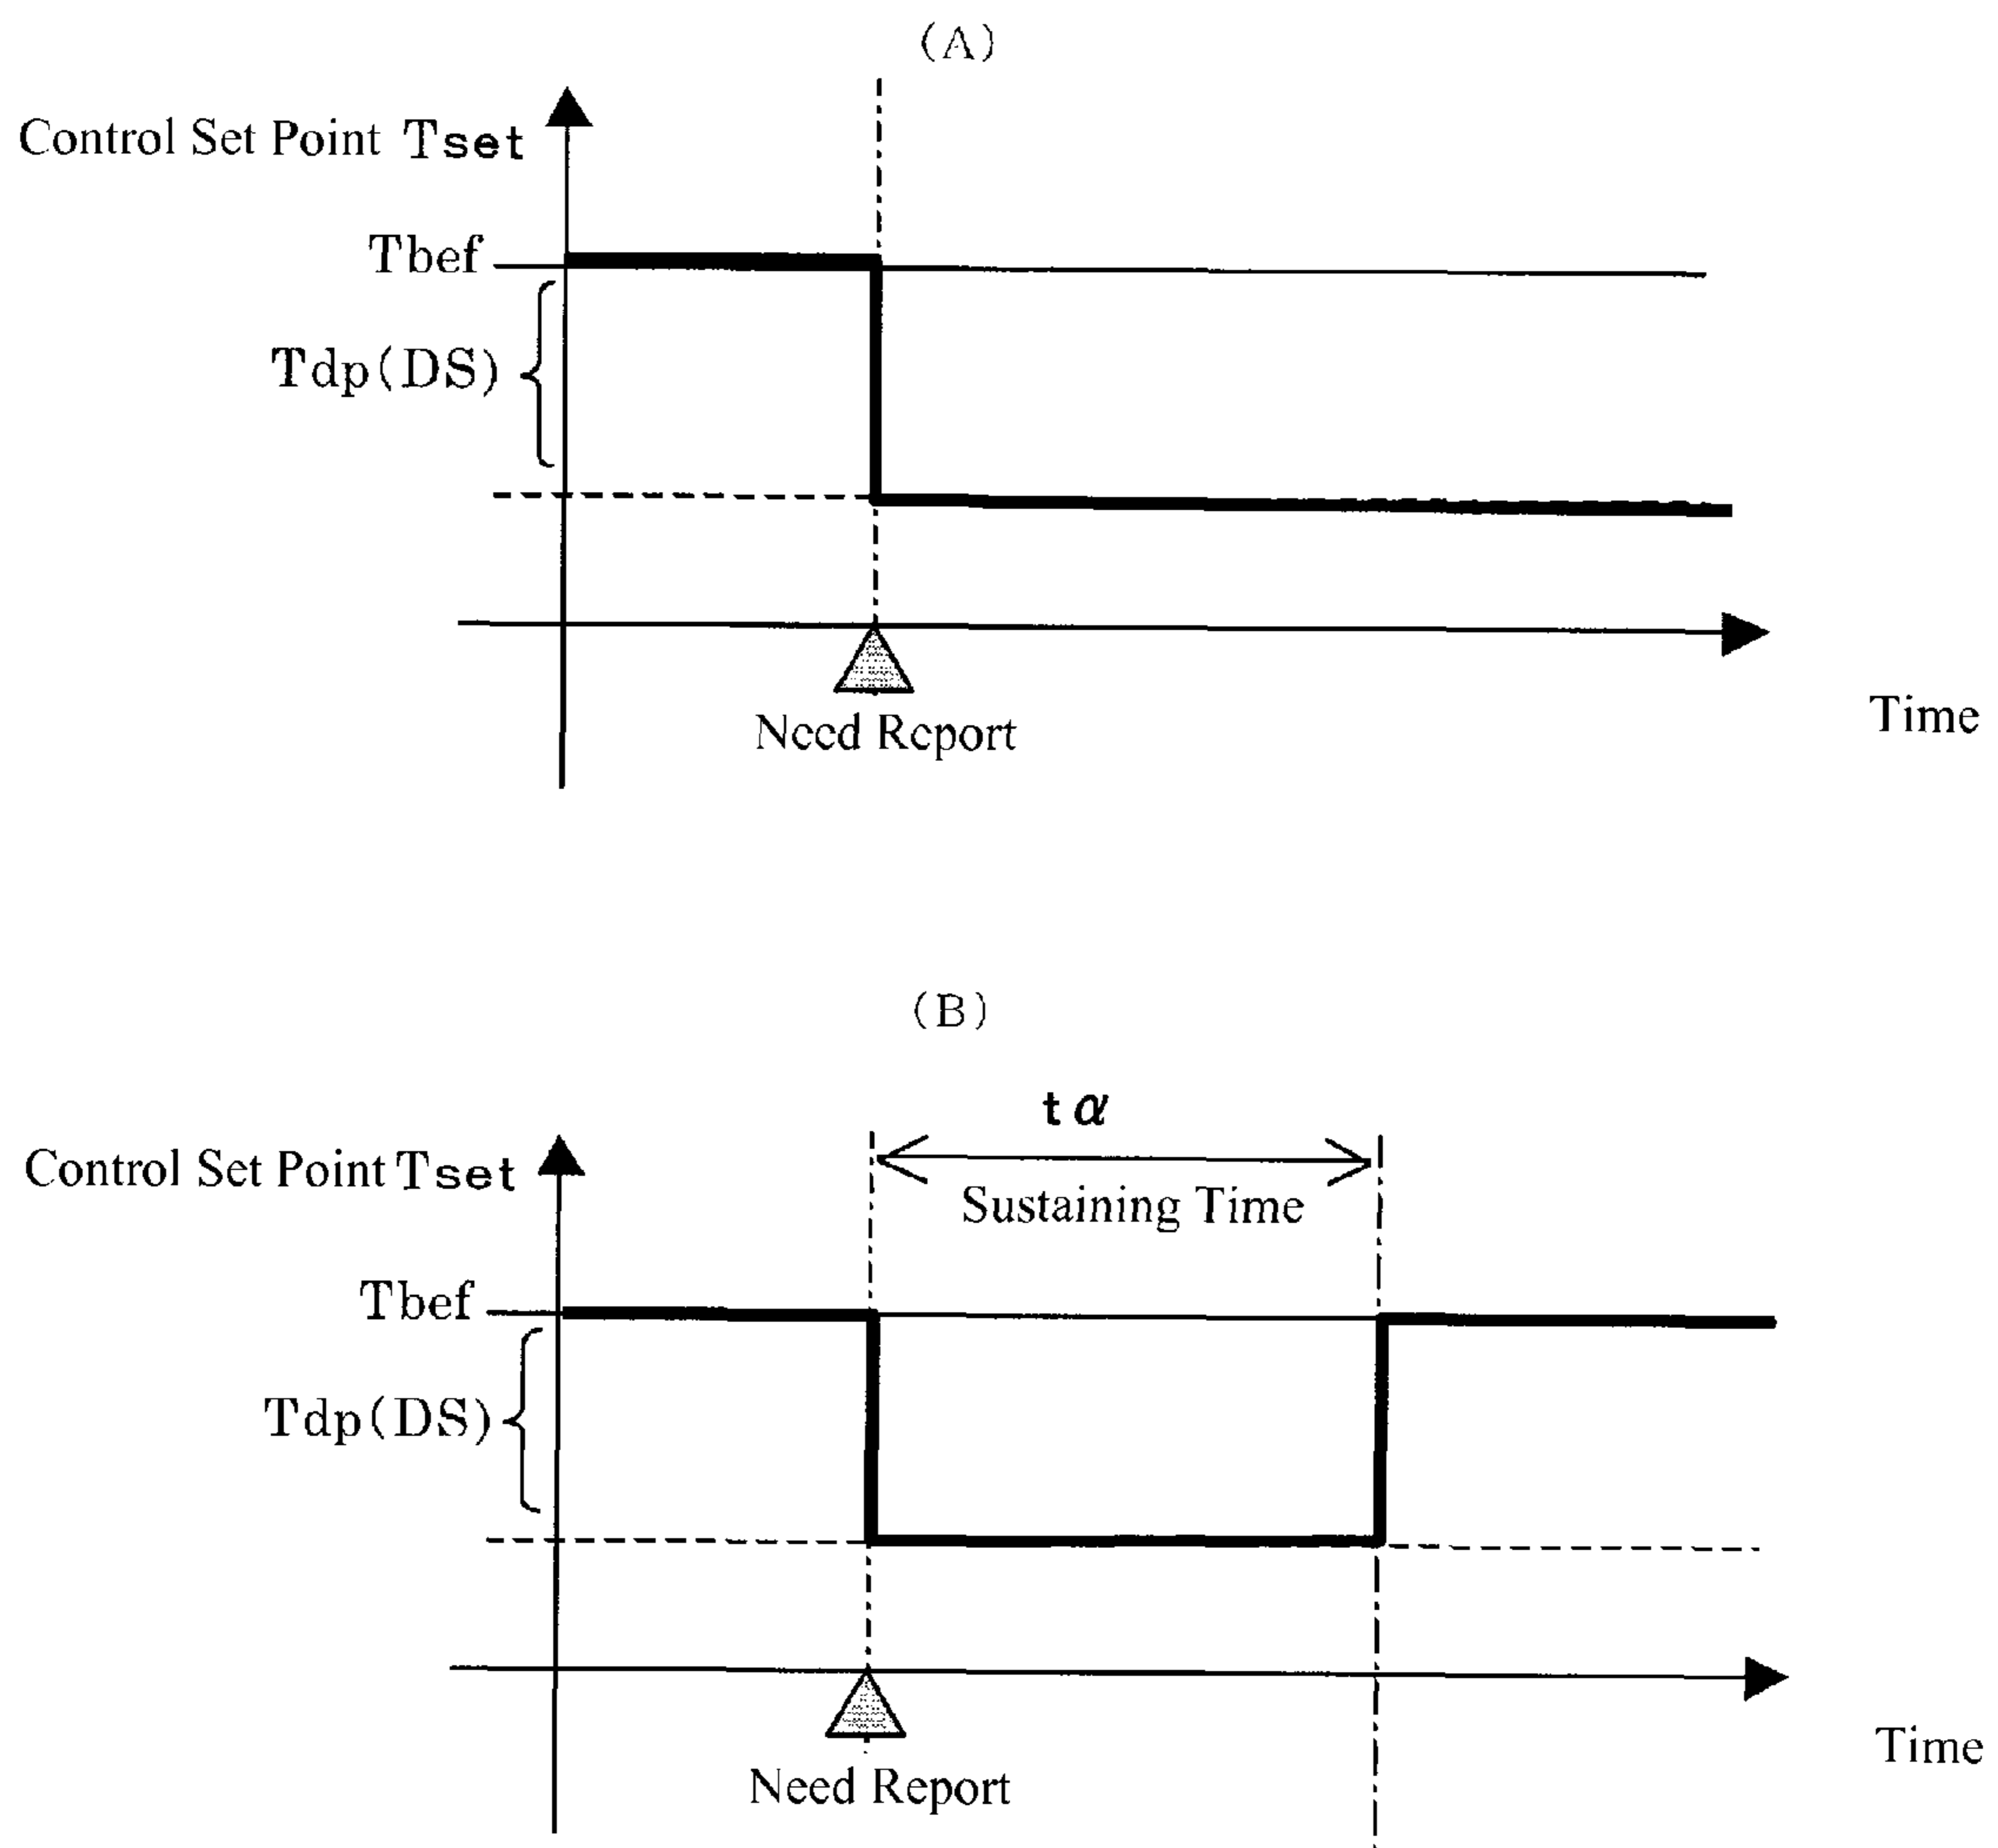 (A)
Control Set Point Tset
Tbef
Tdp(DS)
Need Report
Time
(B)
tα
Control Set Point Tset
Sustaining Time
Tbef
Tdp(DS)
Time
Need Report